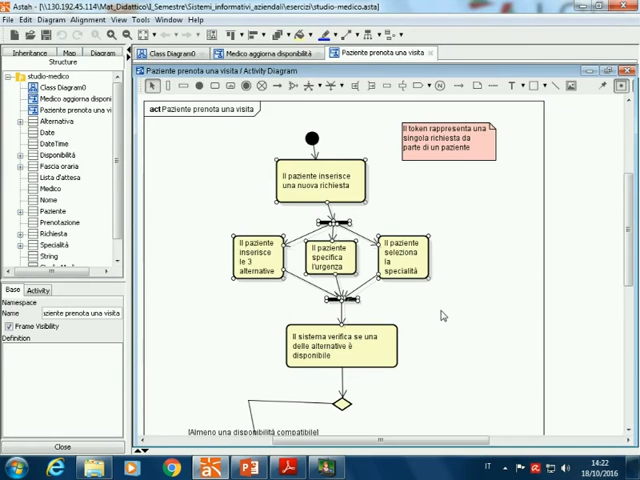 Astah - [\\130.192.45.114\Mat_Didattico\I_Semestre\Sistemi_informativi_aziendali\esercizi\studio-medico.asta]
File Edit Diagram Alignment View Tools Window Help
Inheritance Map Diagram
Structure
studio-medico
Class Diagram0
Medico aggiorna disponi
Paziente prenota una vi
Alternativa
Date
DateTime
Disponibilità
Fascia oraria
Lista d'attesa
Medico
Nome
Paziente
Prenotazione
Richiesta
Specialità
String
Base Activity
Namespace
Name
aziente prenota una visita
Frame Visibility
Definition
Close
Class Diagram0
Medico aggiorna disponibilità
Paziente prenota una visita
Paziente prenota una visita / Activity Diagram
act Paziente prenota una visita
Il token rappresenta una
singola richiesta da
parte di un paziente
Il paziente inserisce
una nuova richiesta
Il paziente
inserisce
le 3
alternative
Il paziente
specifica
l'urgenza
Il paziente
seleziona
la
specialità
Il sistema verifica se una
delle alternative è
disponibile
[Almeno una disponibilità compatibile]
IT
14:22
18/10/2016